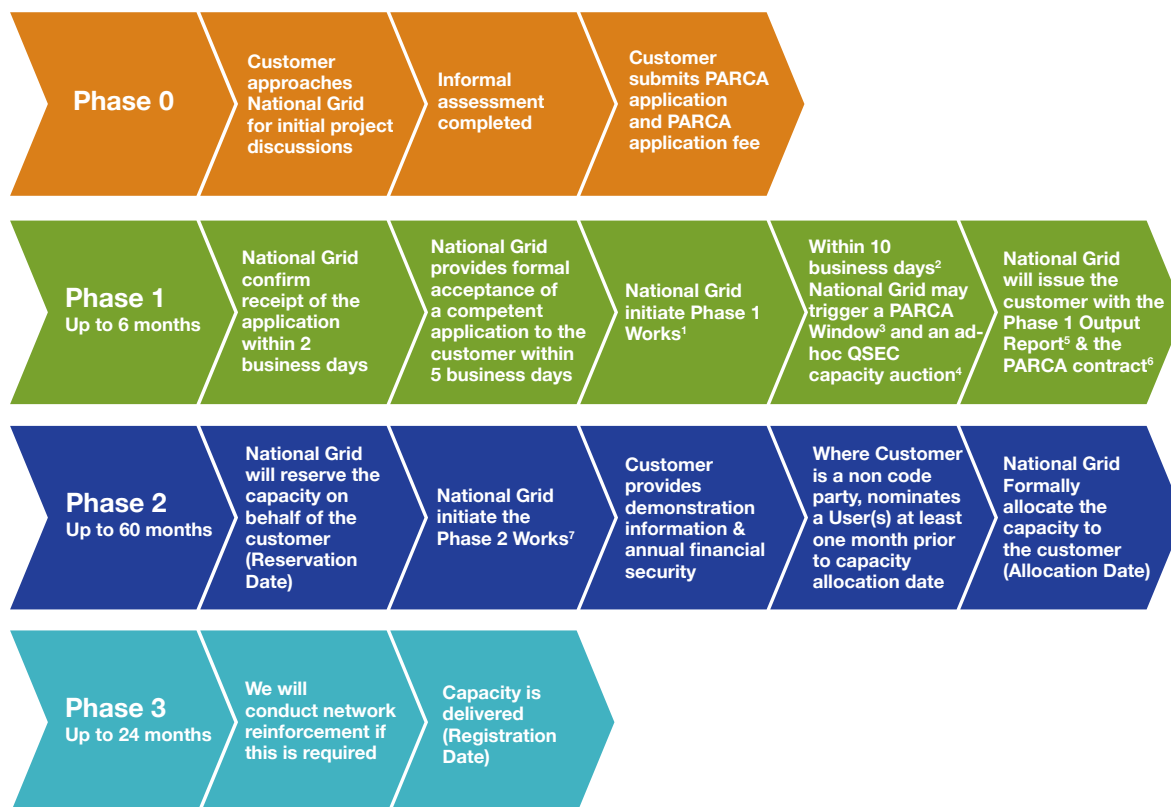 Phase 0
Customer
approaches
National Grid
for initial project
discussions
Informal
assessment
completed
Customer
submits PARCA
application
and PARCA
application fee
Phase 1
Up to 6 months
National Grid
confirm
receipt of the
application
within 2
business days
National Grid
provides formal
acceptance of
a competent
application to the
customer within
5 business days
National Grid
initiate Phase 1
Works¹
Within 10
business days²
National Grid may
trigger a PARCA
Window³ and an ad-
hoc QSEC
capacity auction⁴
National Grid
will issue the
customer with the
Phase 1 Output
Report⁵ & the
PARCA contract⁶
Phase 2
Up to 60 months
National Grid
will reserve the
capacity on
behalf of the
customer
(Reservation
Date)
National Grid
initiate the
Phase 2 Works⁷
Customer
provides
demonstration
information &
annual financial
security
Where Customer
is a non code
party, nominates
a User(s) at least
one month prior
to capacity
allocation date
National Grid
Formally
allocate the
capacity to
the customer
(Allocation Date)
Phase 3
Up to 24 months
We will
conduct network
reinforcement if
this is required
Capacity is
delivered
(Registration
Date)